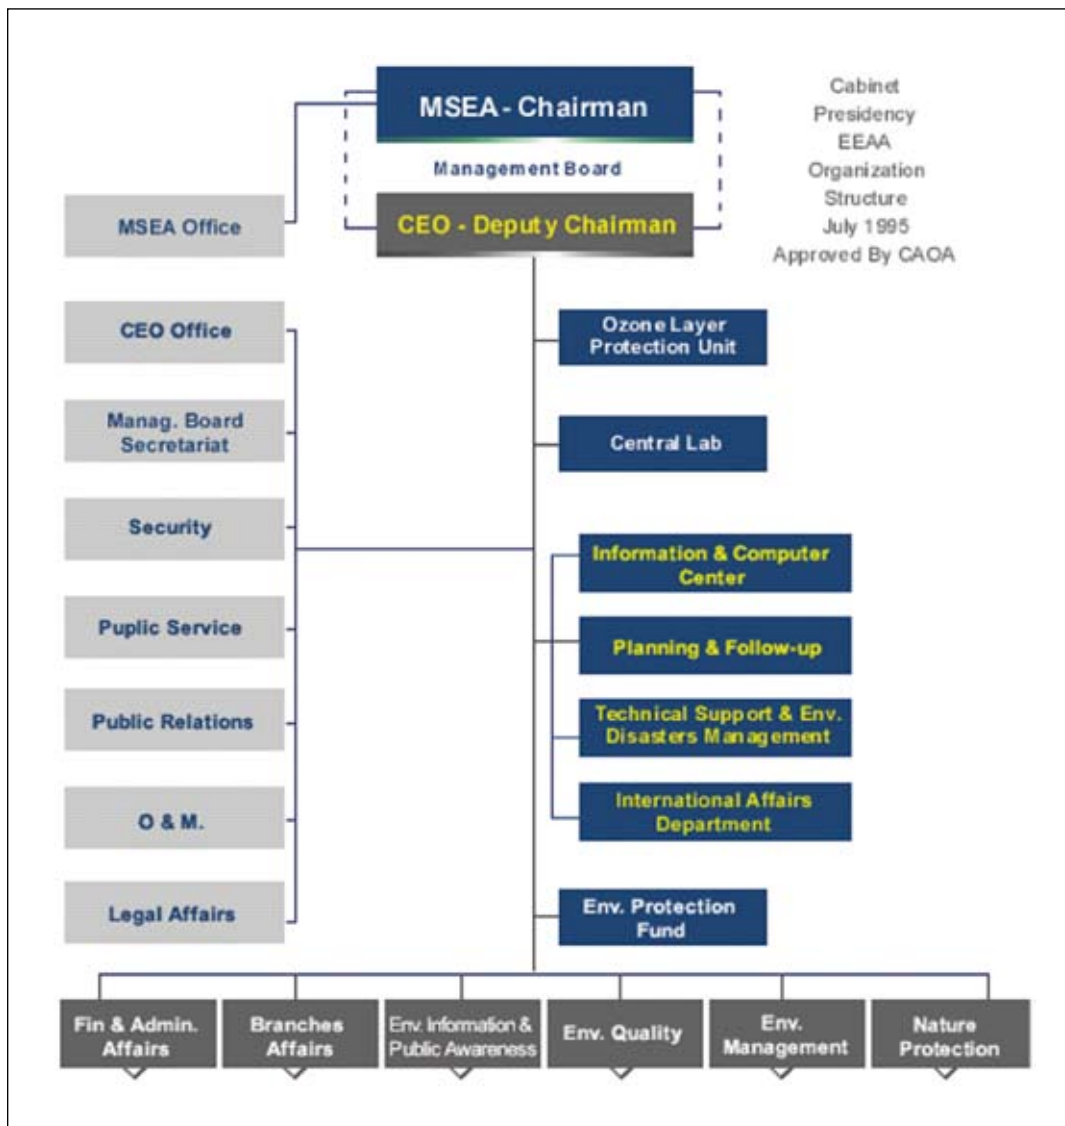 MSEA - Chairman
Management Board
CEO - Deputy Chairman
Cabinet
Presidency
EEAA
Organization
Structure
July 1995
Approved By CAOA
MSEA Office
CEO Office
Manag. Board
Secretariat
Security
Puplic Service
Public Relations
O & M.
Legal Affairs
Ozone Layer
Protection Unit
Central Lab
Information & Computer
Center
Planning & Follow-up
Technical Support & Env.
Disasters Management
International Affairs
Department
Env. Protection
Fund
Fin & Admin.
Affairs
Branches
Affairs
Env. Information &
Public Awareness
Env. Quality
Env.
Management
Nature
Protection